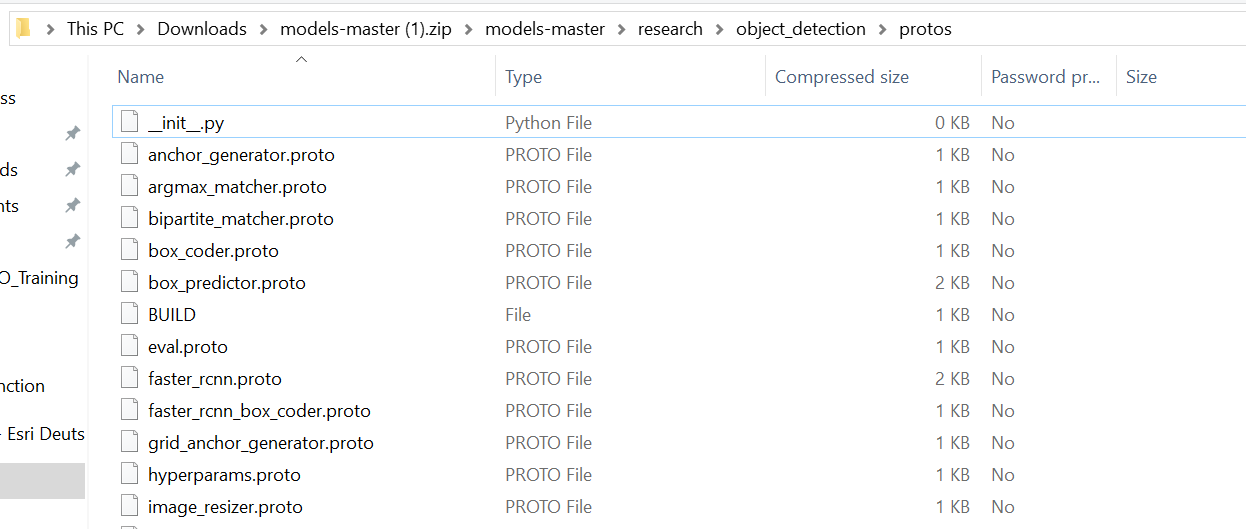 This PC > Downloads > models-master (1).zip > models-master > research > object_detection > protos
Name Type Compressed size Password pr... Size
ss
__init__.py Python File 0 KB No
anchor_generator.proto PROTO File 1 KB No
ds
argmax_matcher.proto PROTO File 1 KB No
nts
bipartite_matcher.proto PROTO File 1 KB No
box_coder.proto PROTO File 1 KB No
O_Training
box_predictor.proto PROTO File 2 KB No
BUILD File 1 KB No
eval.proto PROTO File 1 KB No
faster_rcnn.proto PROTO File 2 KB No
nction
faster_rcnn_box_coder.proto PROTO File 1 KB No
- Esri Deuts
grid_anchor_generator.proto PROTO File 1 KB No
hyperparams.proto PROTO File 1 KB No
image_resizer.proto PROTO File 1 KB No